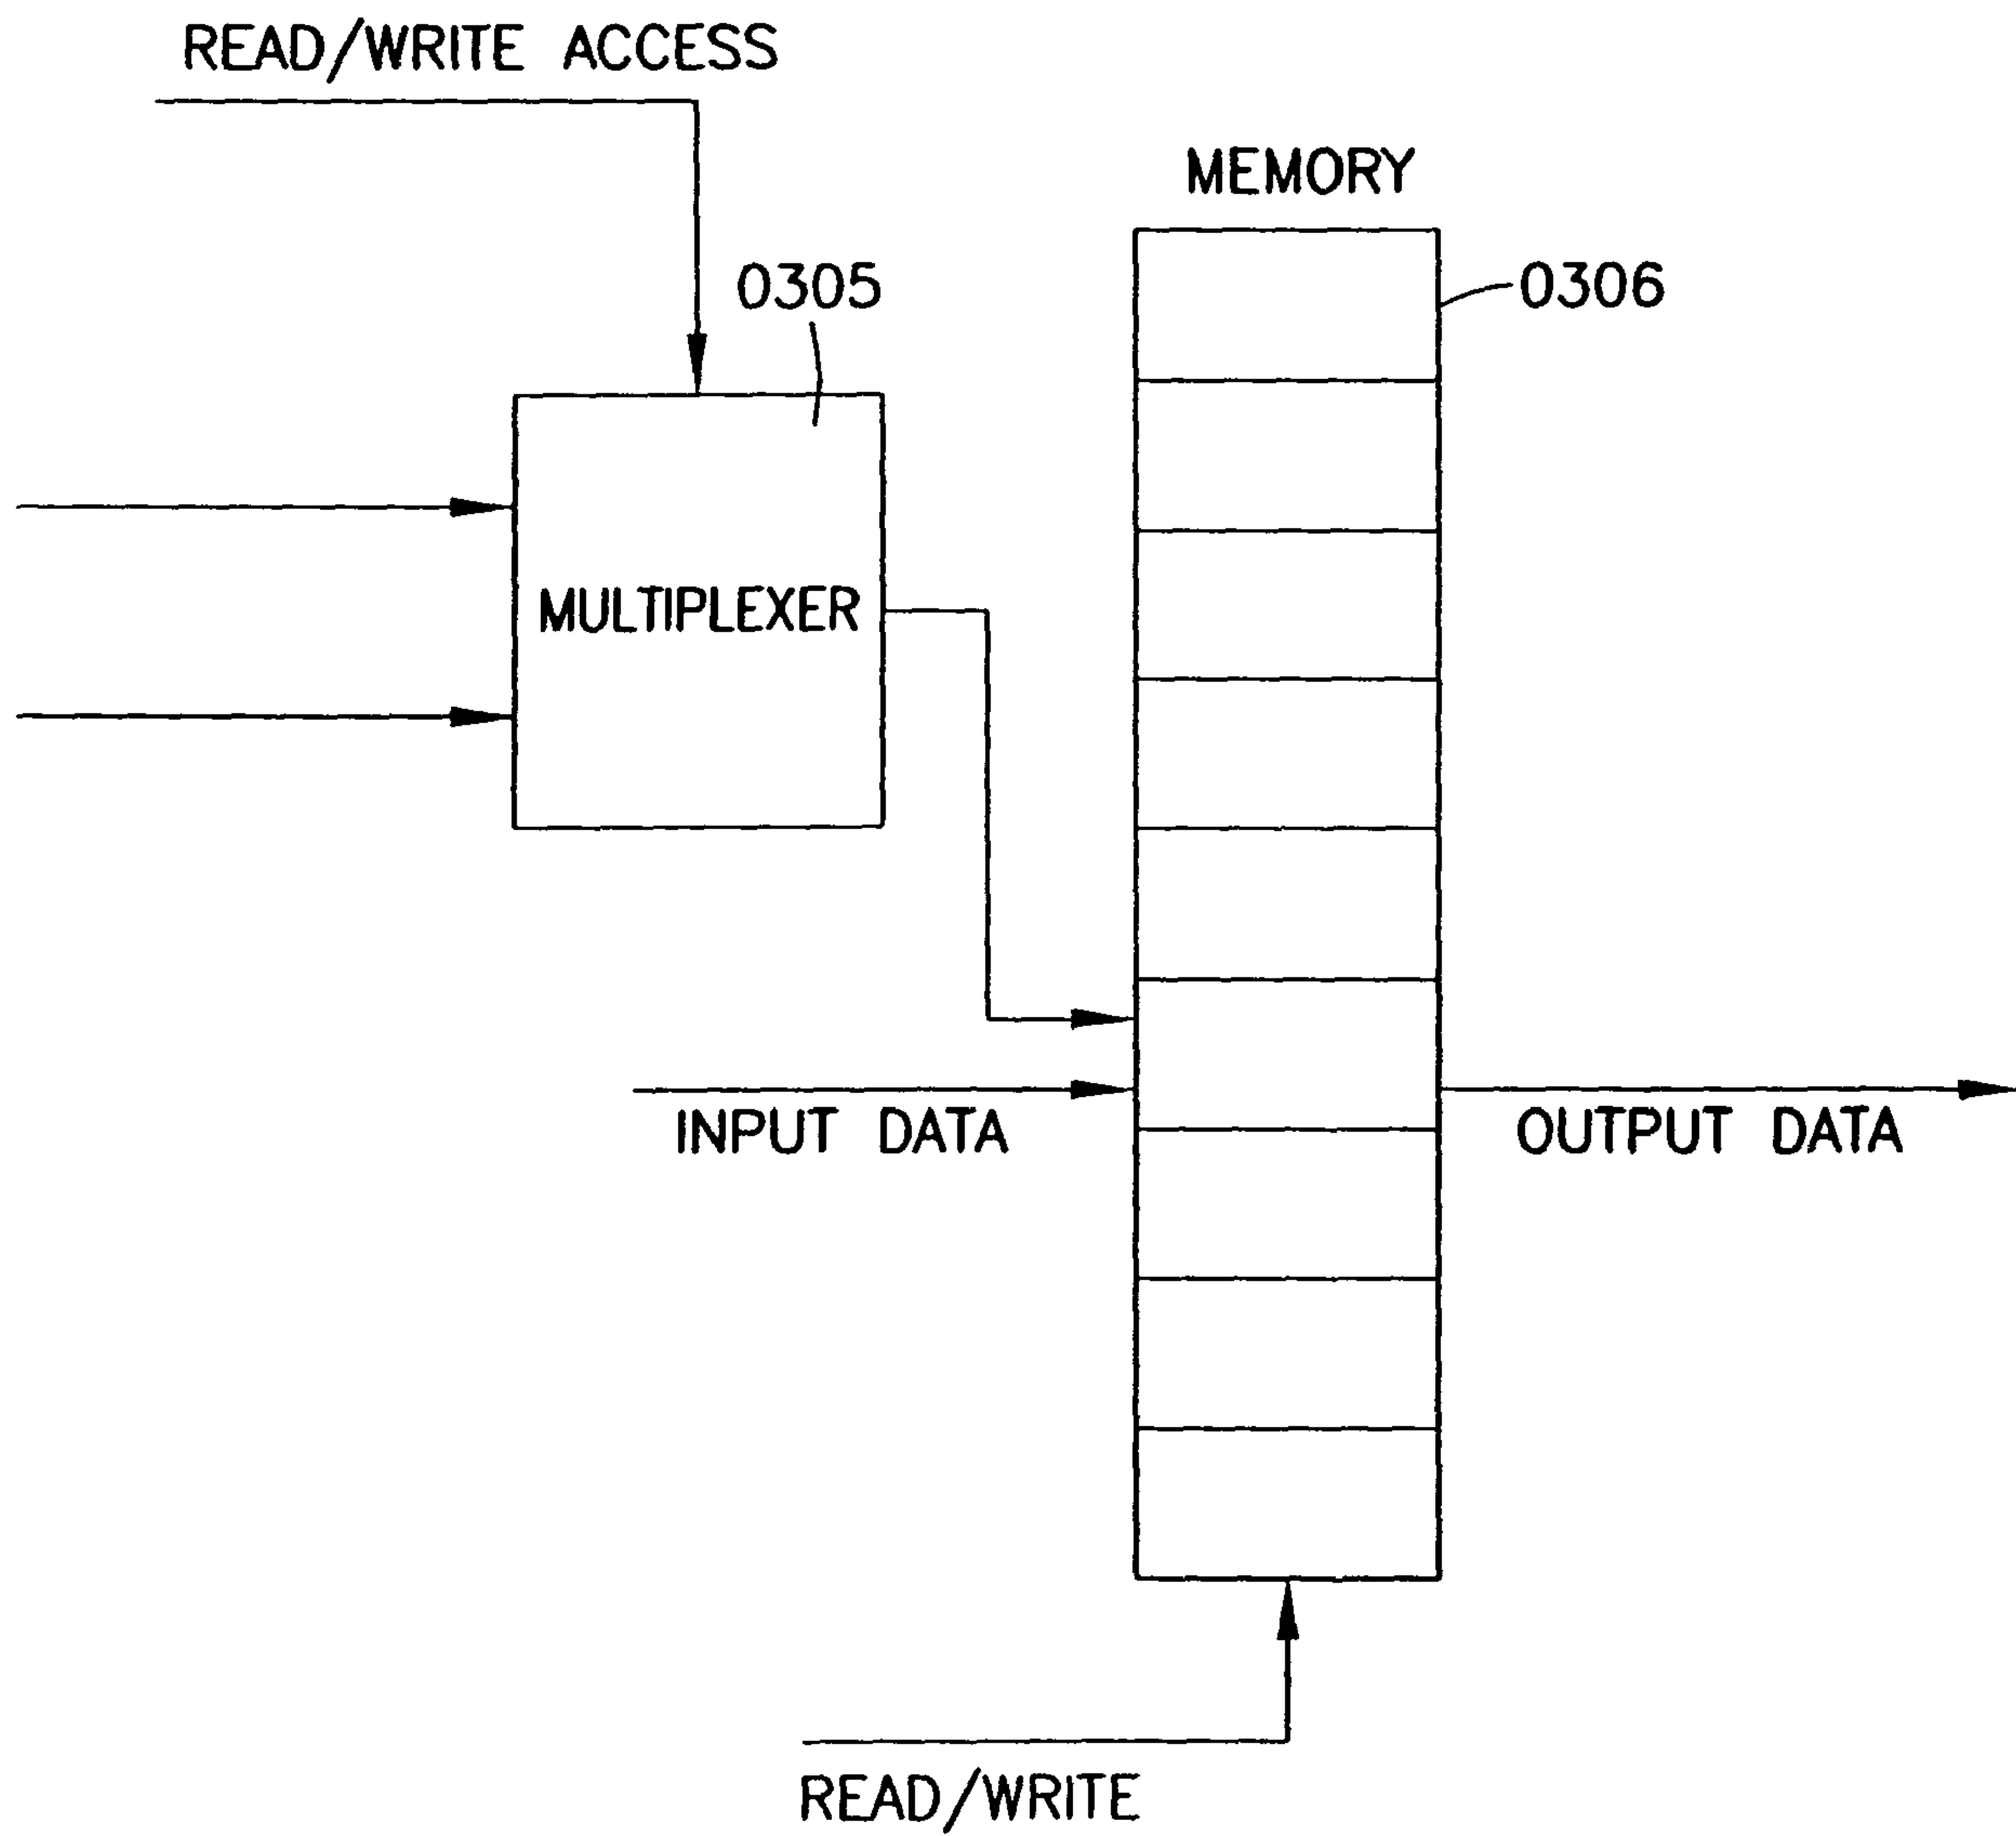 READ/WRITE ACCESS
MEMORY
0305
0306
MULTIPLEXER
INPUT DATA
OUTPUT DATA
READ/WRITE